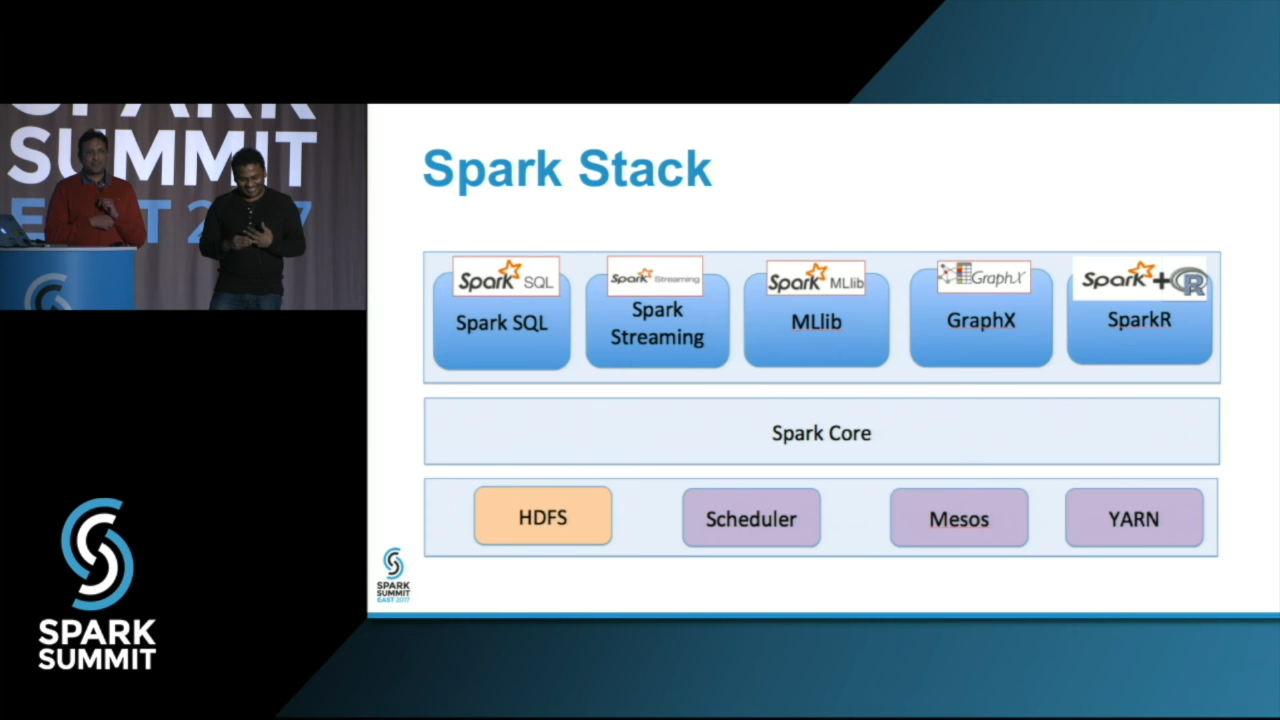 SPARK
SUMMIT
EAST 2017
Spark Stack
Spark SQL
Spark Streaming
Spark MLlib
GraphX
Spark + R
Spark SQL
Spark
Streaming
MLlib
GraphX
SparkR
Spark Core
HDFS
Scheduler
Mesos
YARN
SPARK
SUMMIT
EAST 2017
SPARK
SUMMIT